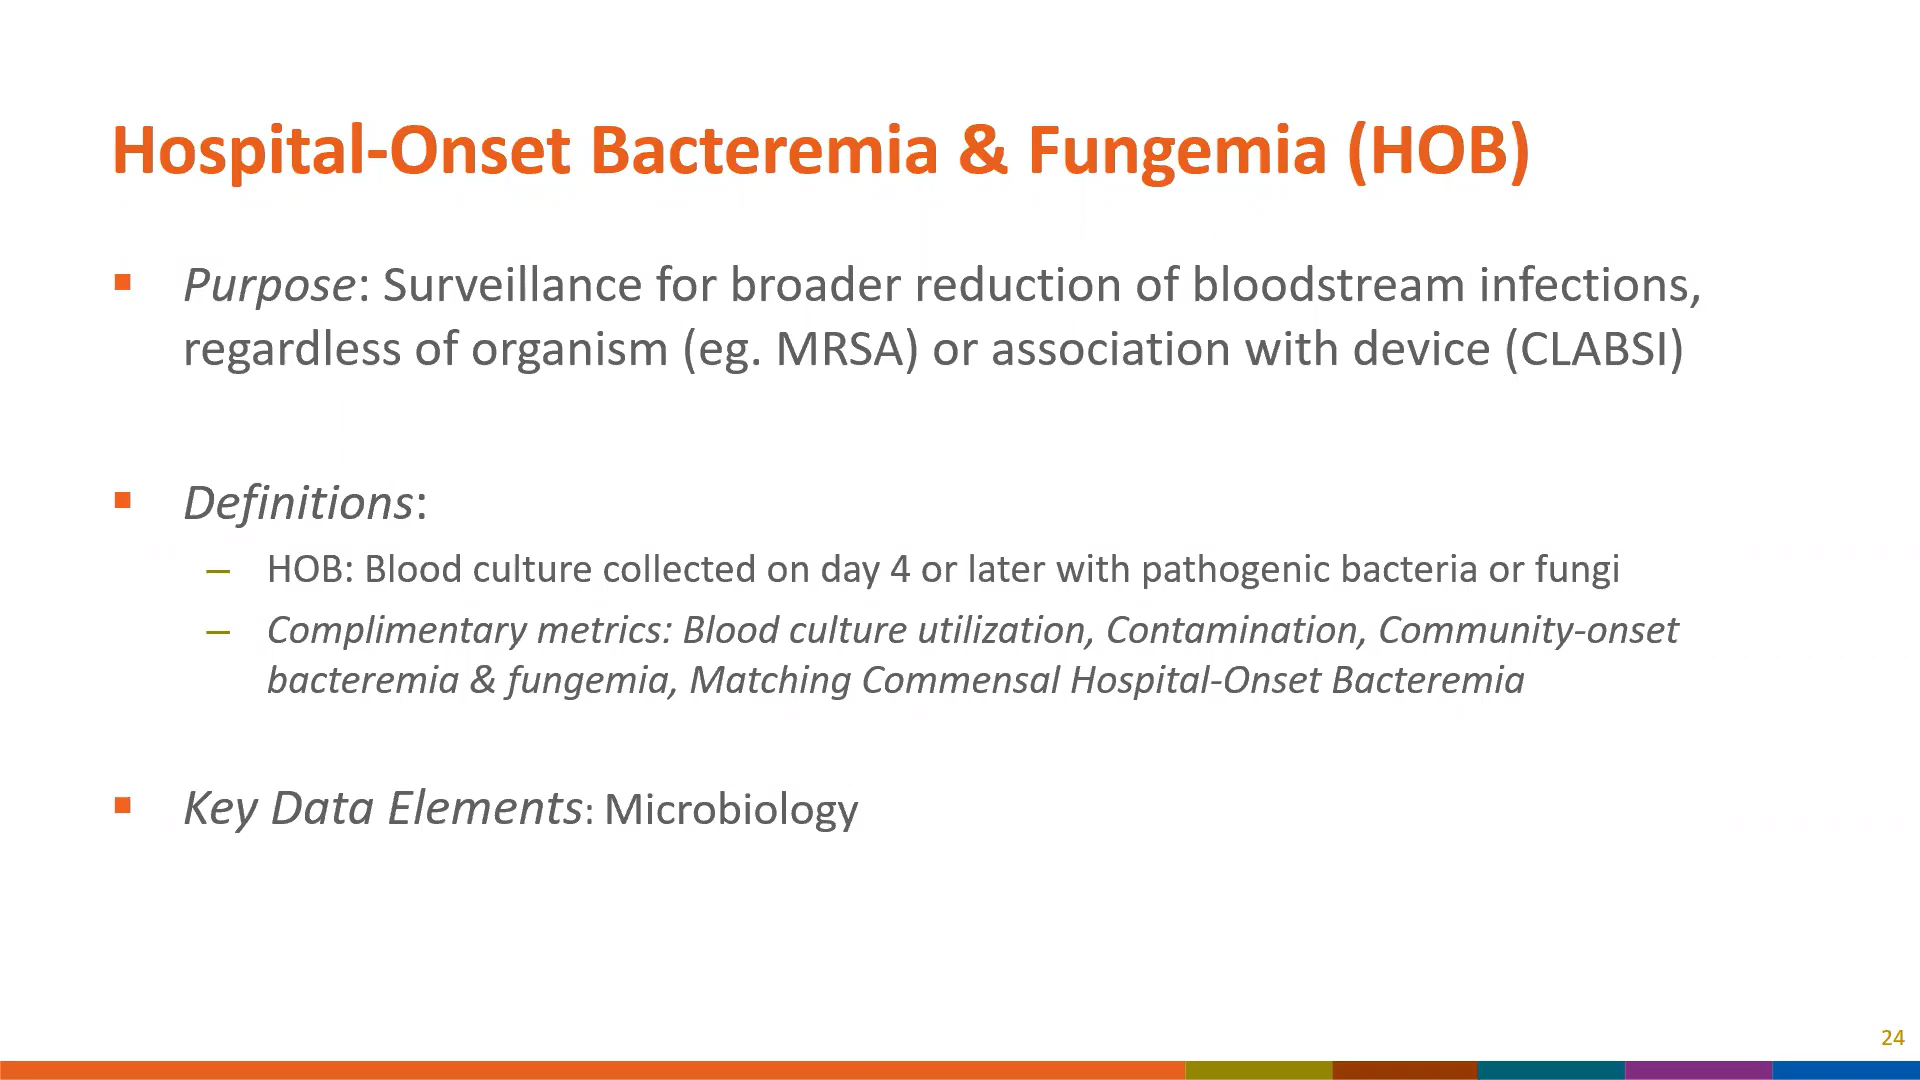 Hospital-Onset Bacteremia & Fungemia (HOB)
▪ Purpose: Surveillance for broader reduction of bloodstream infections,
regardless of organism (eg. MRSA) or association with device (CLABSI)
▪ Definitions:
– HOB: Blood culture collected on day 4 or later with pathogenic bacteria or fungi
– Complimentary metrics: Blood culture utilization, Contamination, Community-onset
bacteremia & fungemia, Matching Commensal Hospital-Onset Bacteremia
▪ Key Data Elements: Microbiology
24